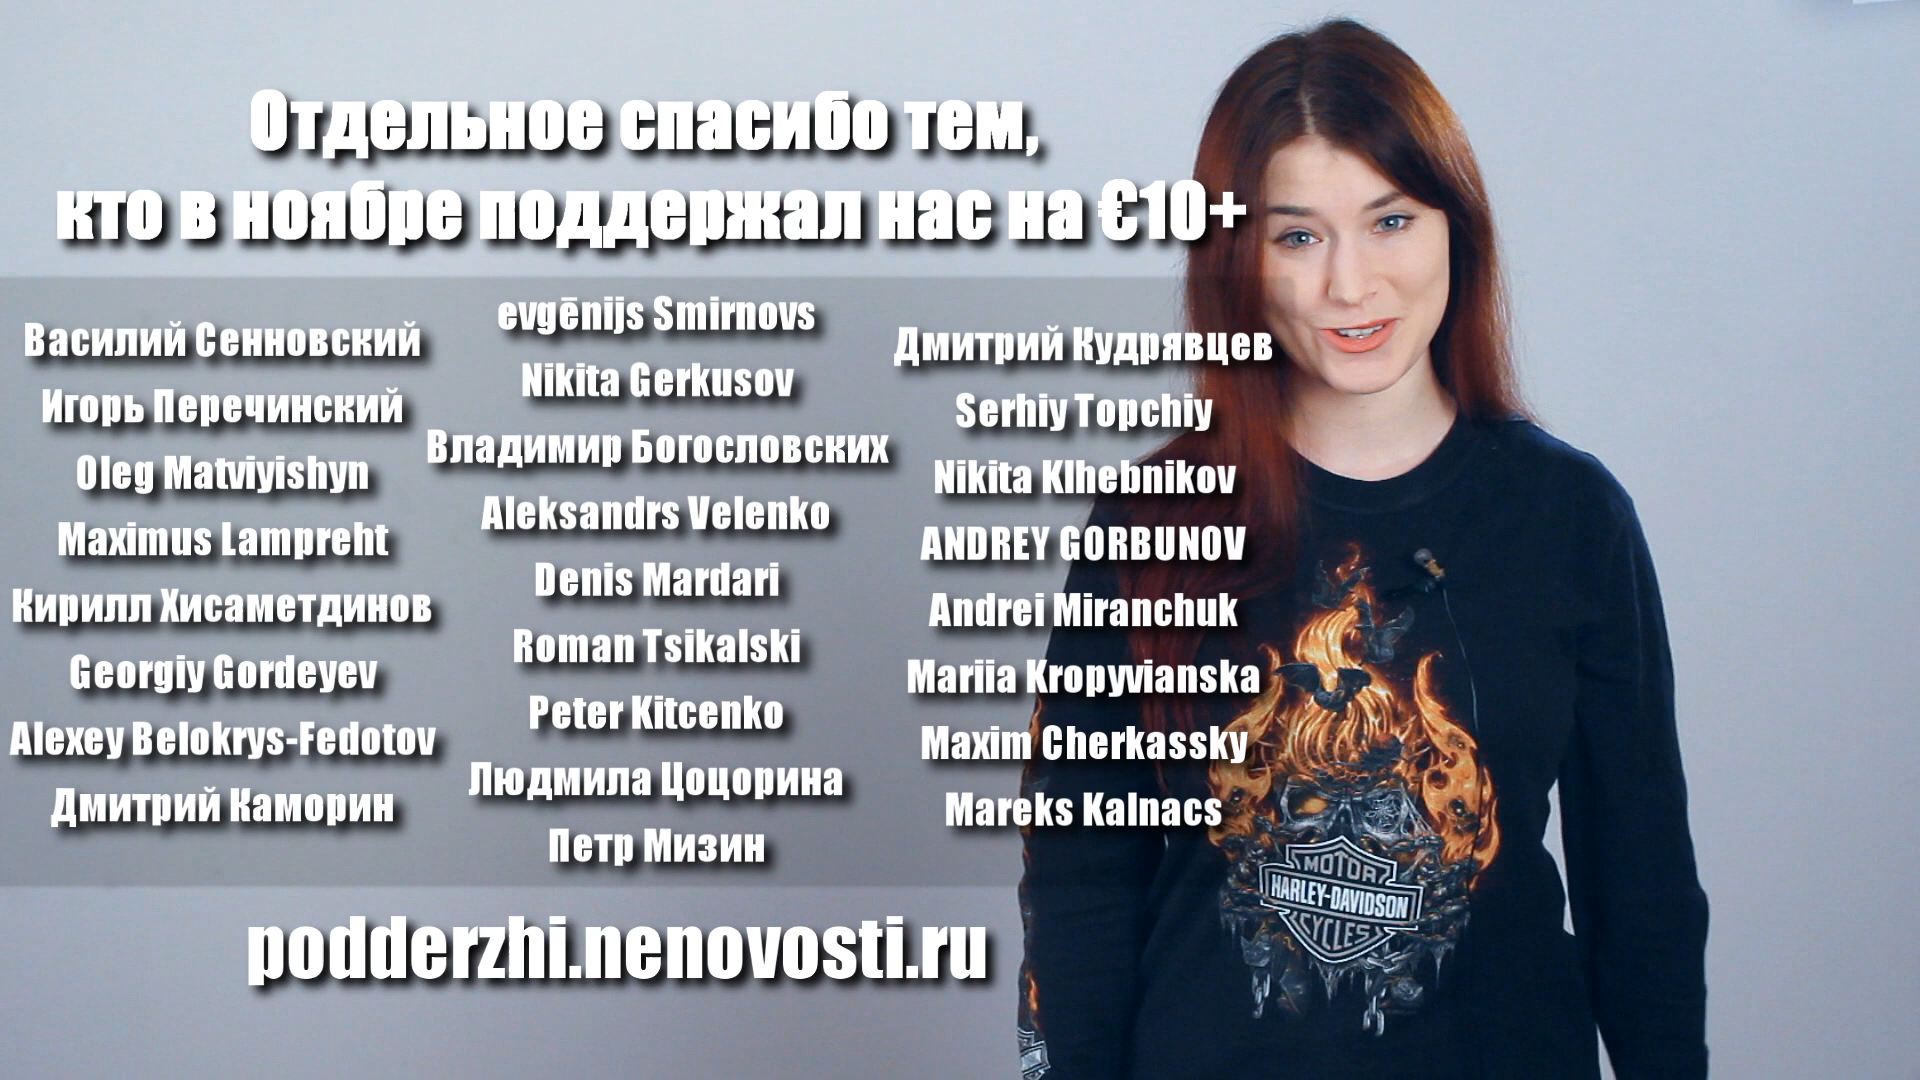 Отдельное спасибо тем,
кто в ноябре поддержал нас на €10+
Василий Сенновский
Игорь Перечинский
Oleg Matviyishyn
Maximus Lampreht
Кирилл Хисаметдинов
Georgiy Gordeyev
Alexey Belokrys-Fedotov
Дмитрий Каморин
evgēnijs Smirnovs
Nikita Gerkusov
Владимир Богословских
Aleksandrs Velenko
Denis Mardari
Roman Tsikalski
Peter Kitcenko
Людмила Цоцорина
Петр Мизин
Дмитрий Кудрявцев
Serhiy Topchiy
Nikita Klhebnikov
ANDREY GORBUNOV
Andrei Miranchuk
Mariia Kropyvianska
Maxim Cherkassky
Mareks Kalnacs
podderzhi.nenovosti.ru
MOTOR
HARLEY-DAVIDSON
CYCLES